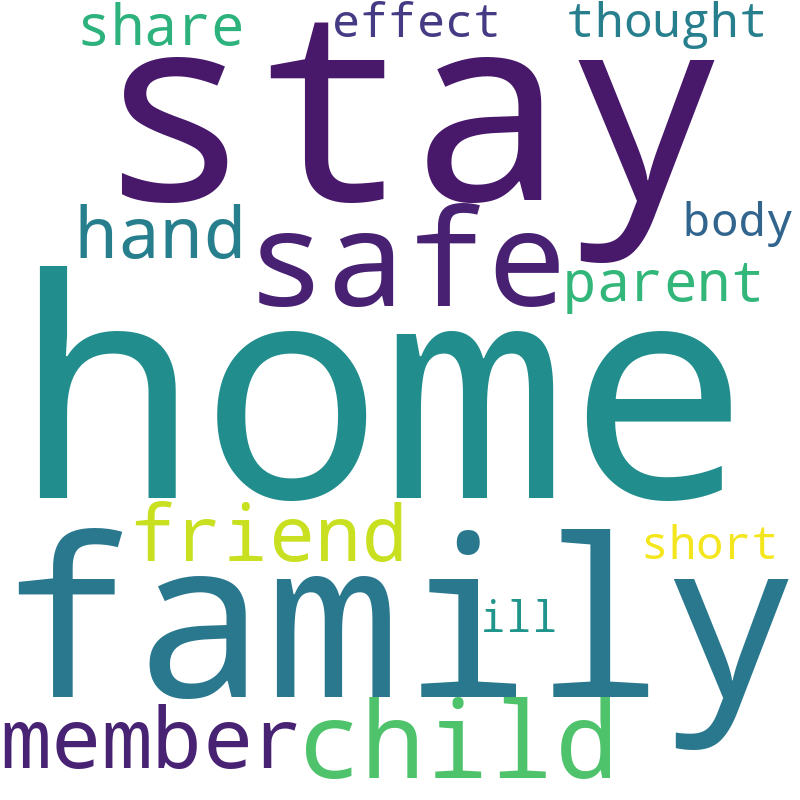 share effect thought
stay
hand safe body
parent
home
friend short
family
ill
member child